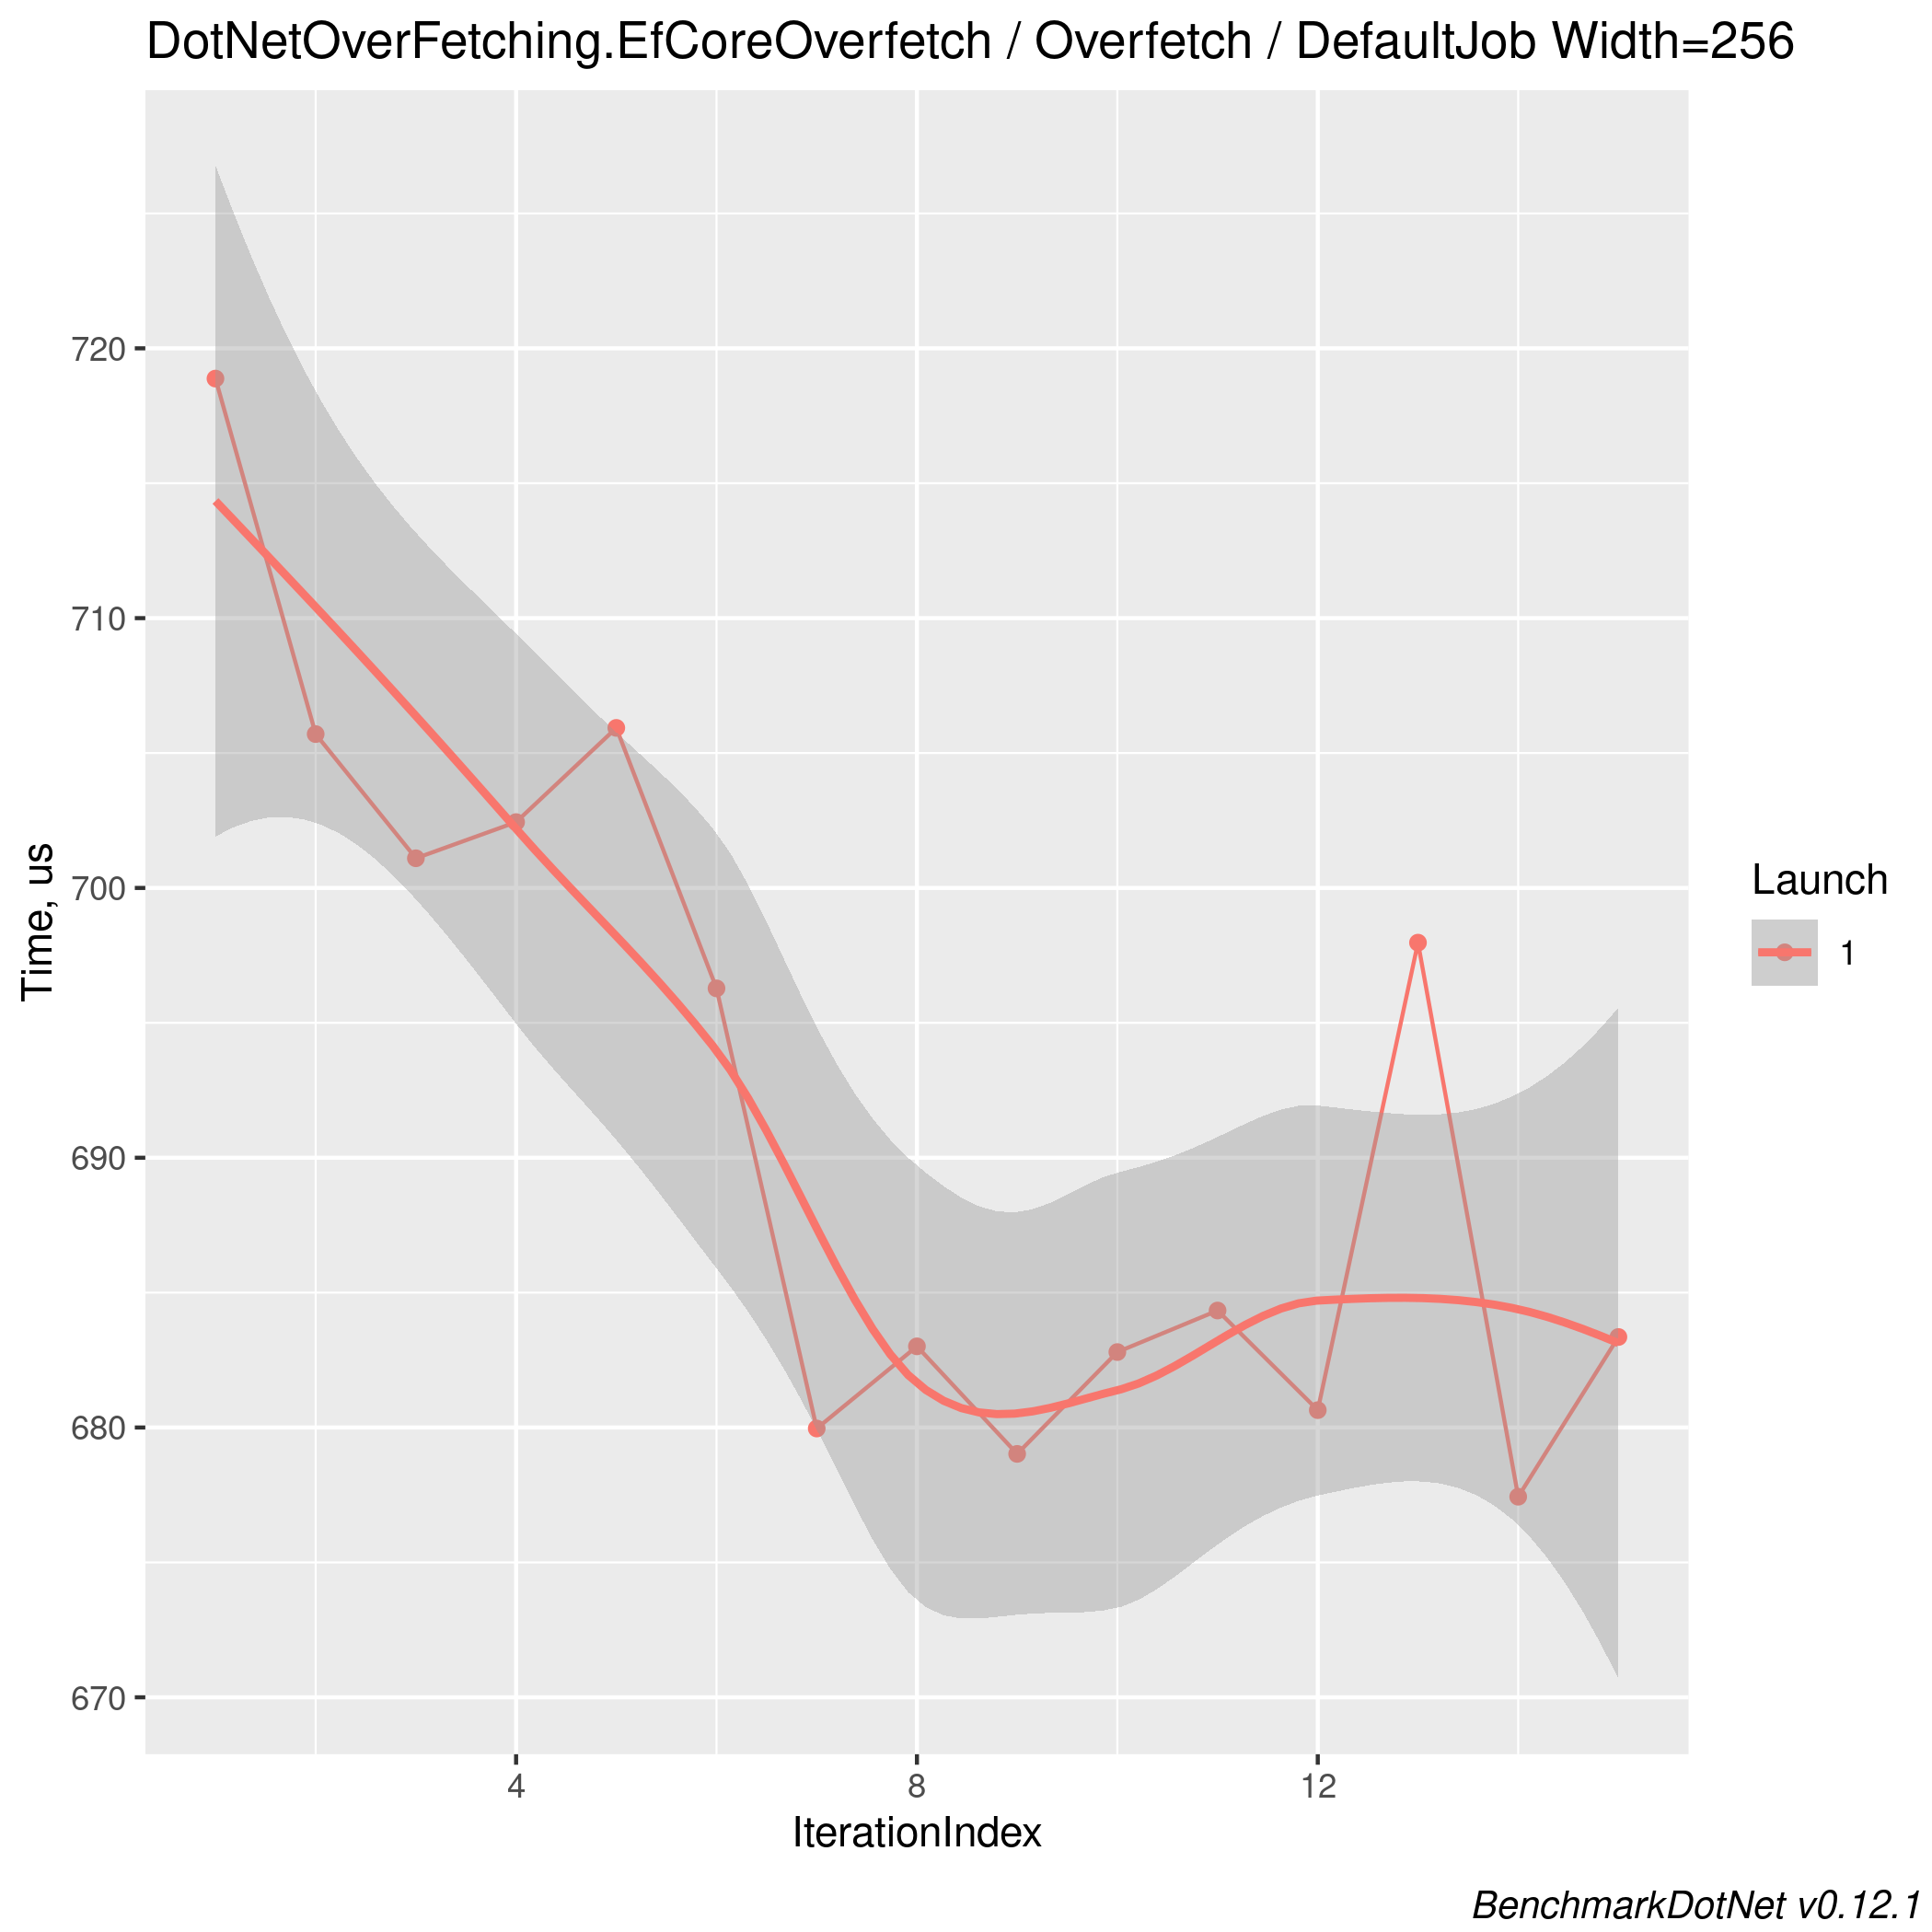 DotNetOverFetching.EfCoreOverfetch / Overfetch / DefaultJob Width=256
Time, us
720
710
700
690
680
670
4
8
12
IterationIndex
Launch
1
BenchmarkDotNet v0.12.1